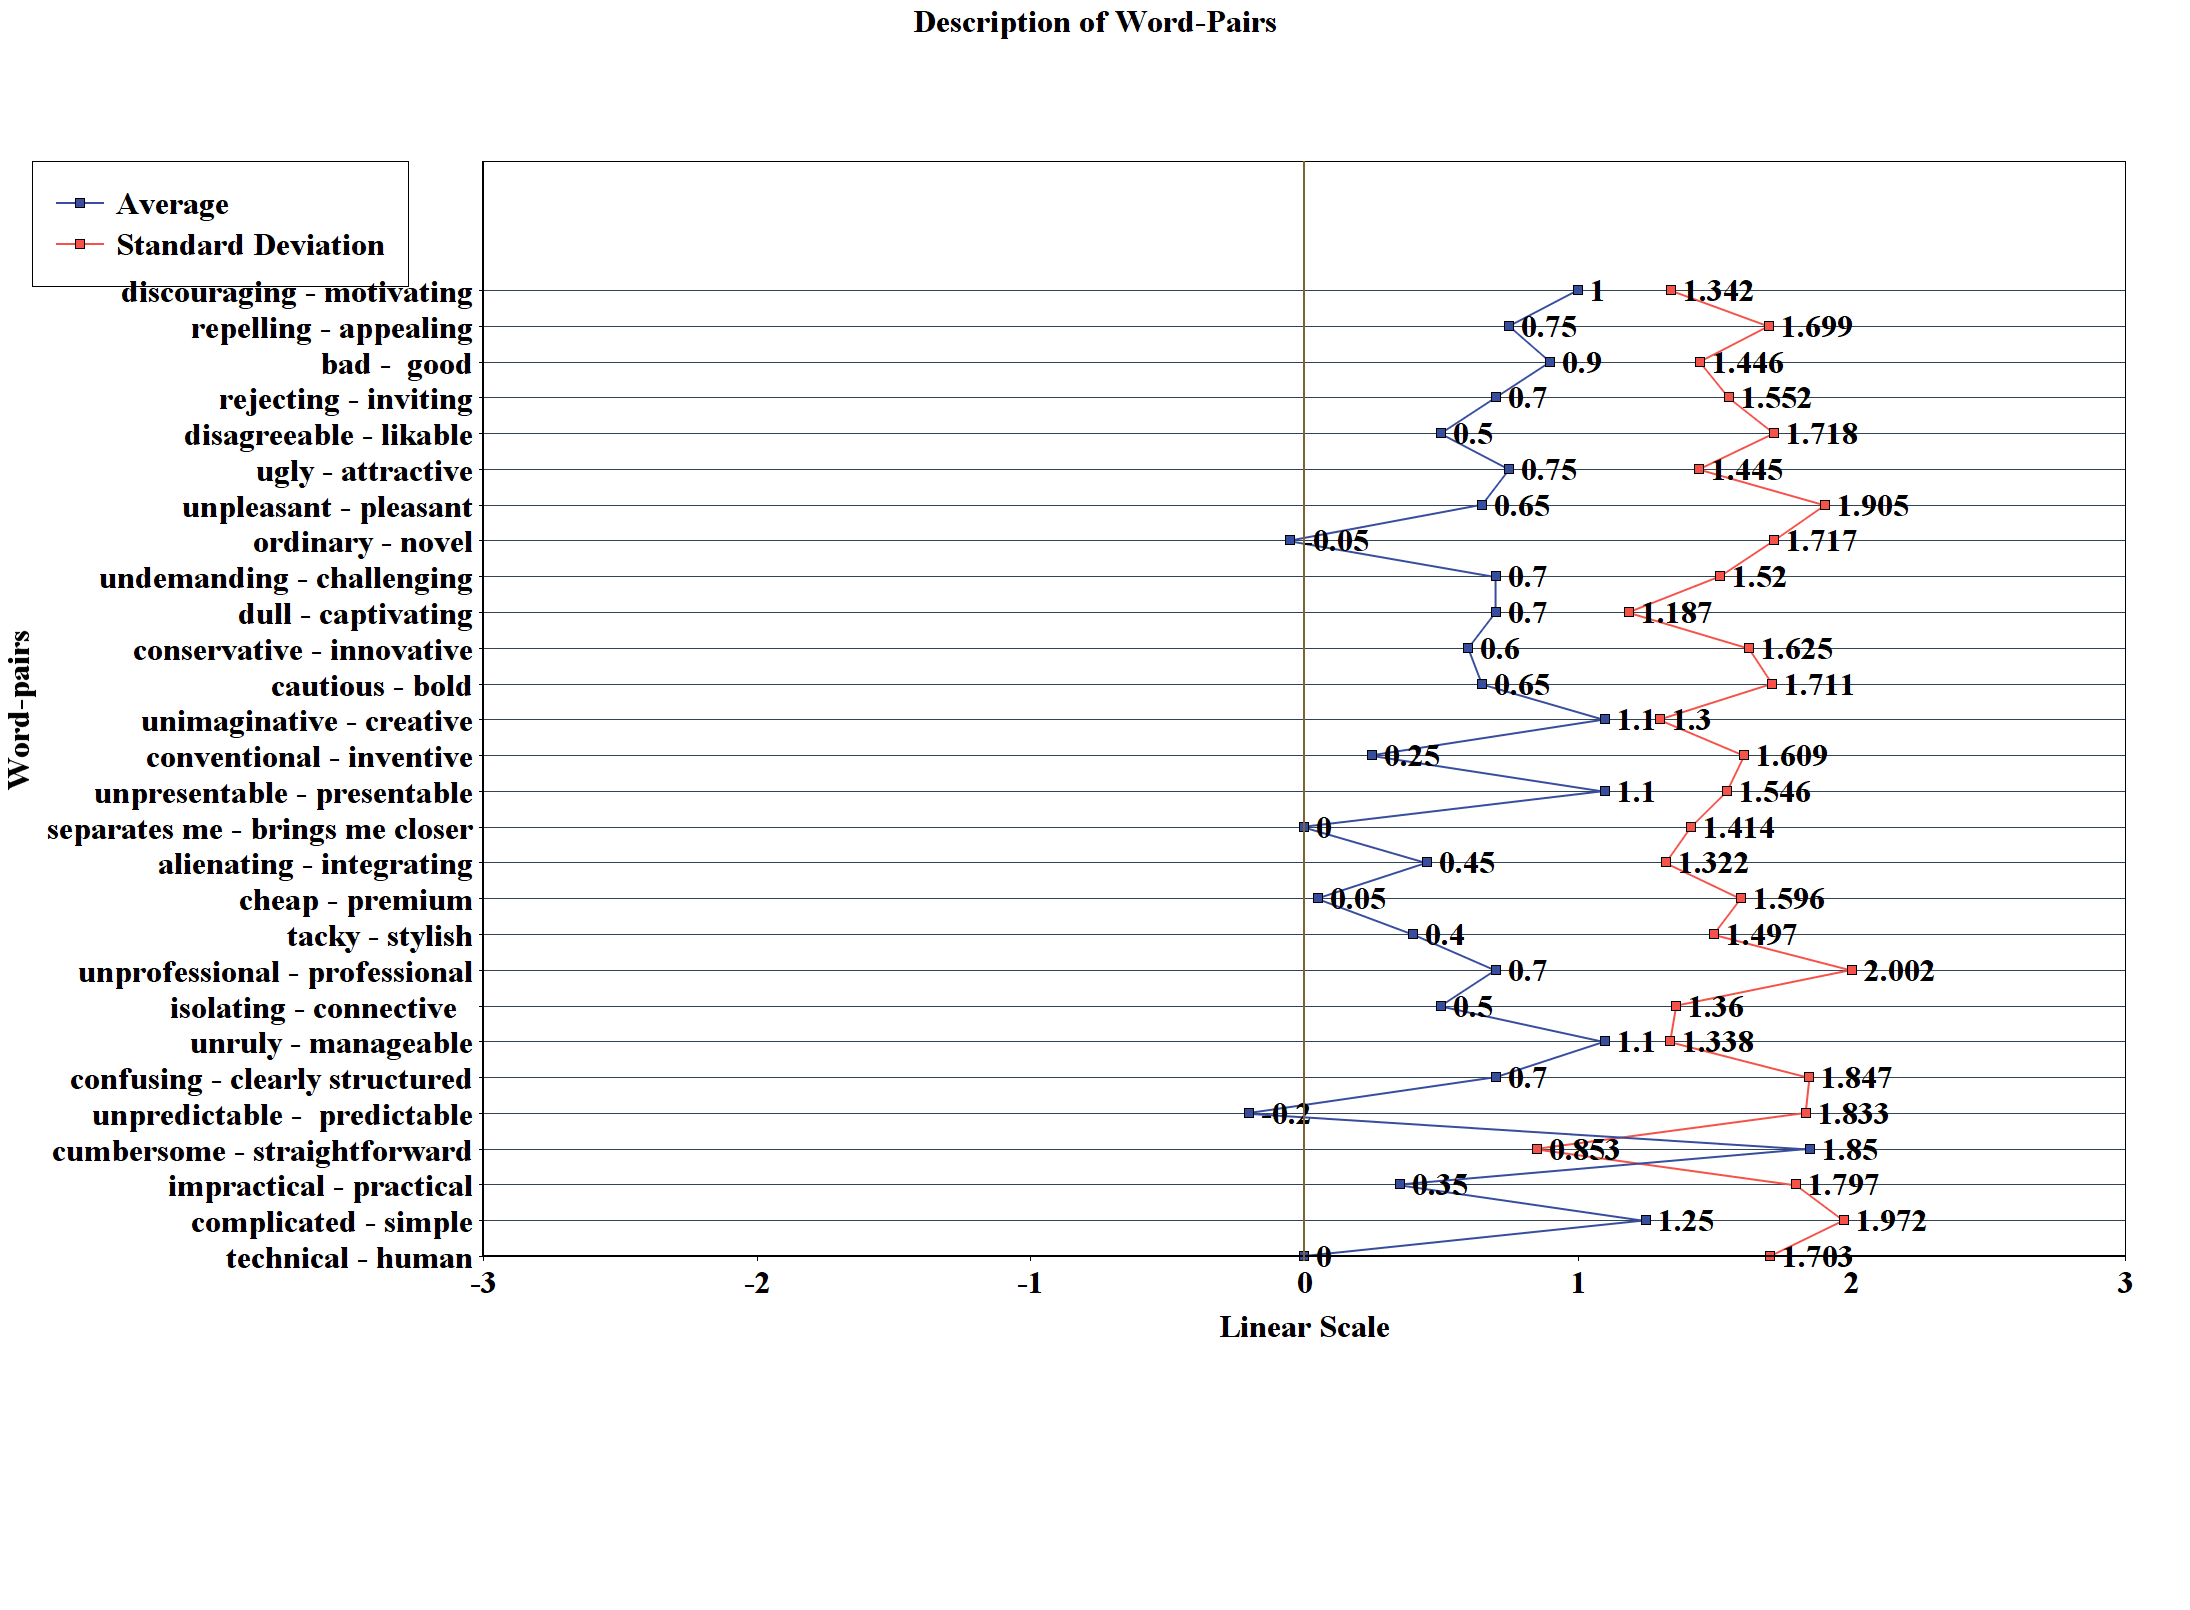 Description of Word-Pairs
Average
Standard Deviation
discouraging - motivating 1 1.342
repelling - appealing 0.75 1.699
bad -  good 0.9 1.446
rejecting - inviting 0.7 1.552
disagreeable - likable 0.5 1.718
ugly - attractive 0.75 1.445
unpleasant - pleasant 0.65 1.905
ordinary - novel -0.05 1.717
undemanding - challenging 0.7 1.52
dull - captivating 0.7 1.187
conservative - innovative 0.6 1.625
cautious - bold 0.65 1.711
unimaginative - creative 1.1 1.3
conventional - inventive 0.25 1.609
unpresentable - presentable 1.1 1.546
separates me - brings me closer 0 1.414
alienating - integrating 0.45 1.322
cheap - premium 0.05 1.596
tacky - stylish 0.4 1.497
unprofessional - professional 0.7 2.002
isolating - connective 0.5 1.36
unruly - manageable 1.1 1.338
confusing - clearly structured 0.7 1.847
unpredictable -  predictable -0.2 1.833
cumbersome - straightforward 0.853 1.85
impractical - practical 0.35 1.797
complicated - simple 1.25 1.972
technical - human 0 1.703
-3 -2 -1 0 1 2 3
Linear Scale
Word-pairs